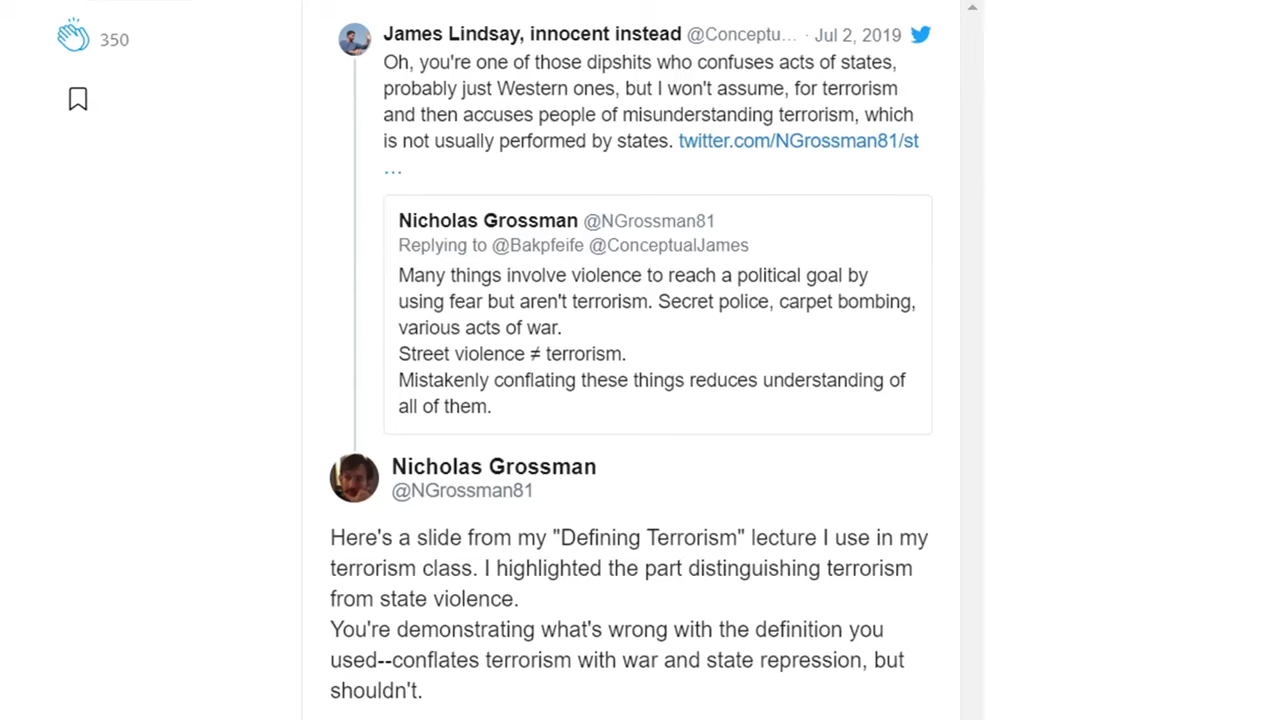 350
James Lindsay, innocent instead @Conceptu... · Jul 2, 2019
Oh, you're one of those dipshits who confuses acts of states,
probably just Western ones, but I won't assume, for terrorism
and then accuses people of misunderstanding terrorism, which
is not usually performed by states. twitter.com/NGrossman81/st
...
Nicholas Grossman @NGrossman81
Replying to @Bakpfeife @ConceptualJames
Many things involve violence to reach a political goal by
using fear but aren't terrorism. Secret police, carpet bombing,
various acts of war.
Street violence ≠ terrorism.
Mistakenly conflating these things reduces understanding of
all of them.
Nicholas Grossman
@NGrossman81
Here's a slide from my "Defining Terrorism" lecture I use in my
terrorism class. I highlighted the part distinguishing terrorism
from state violence.
You're demonstrating what's wrong with the definition you
used--conflates terrorism with war and state repression, but
shouldn't.